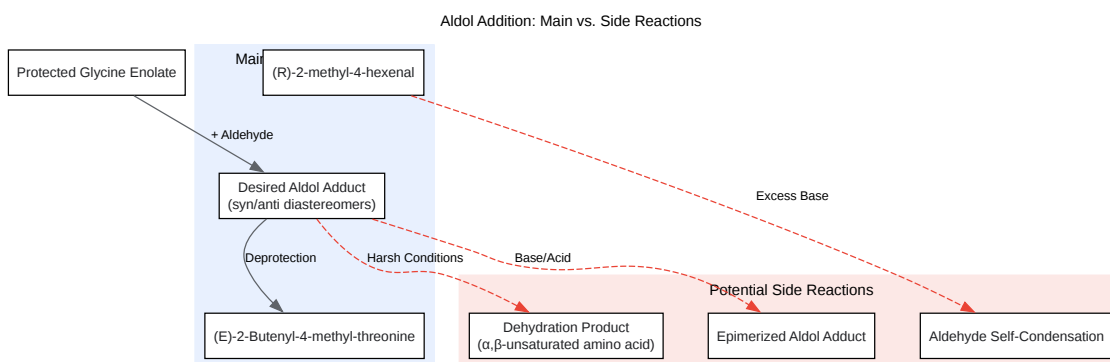 Aldol Addition: Main vs. Side Reactions
Mai
Protected Glycine Enolate
(R)-2-methyl-4-hexenal
+ Aldehyde
Desired Aldol Adduct
(syn/anti diastereomers)
Excess Base
Deprotection
Harsh Conditions
Base/Acid
Potential Side Reactions
(E)-2-Butenyl-4-methyl-threonine
Dehydration Product
(α,β-unsaturated amino acid)
Epimerized Aldol Adduct
Aldehyde Self-Condensation